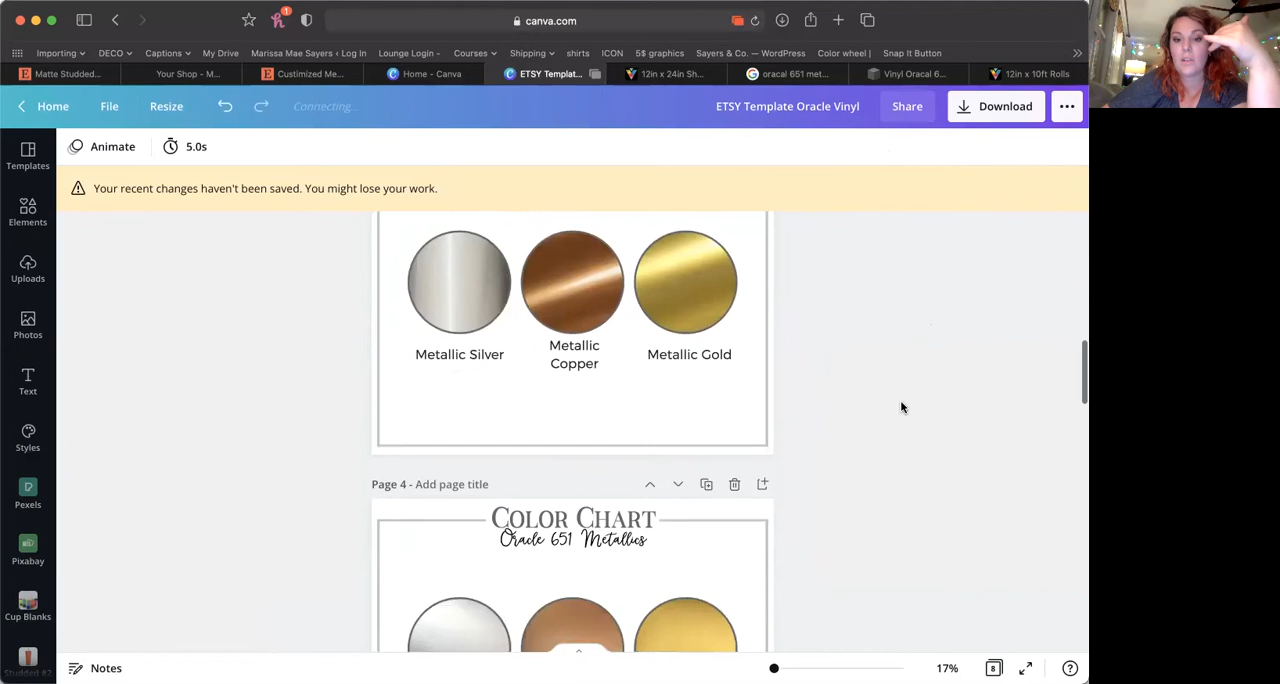 canva.com
1
Importing
DECO
Captions
My Drive
Marissa Mae Sayers ‹ Log In
Lounge Login -
Courses
Shipping
shirts
ICON
5$ graphics
Sayers & Co. — WordPress
Color wheel |
Snap It Button
Matte Studded...
Your Shop - M...
Custimized Me...
Home - Canva
ETSY Templat...
12in x 24in Sh...
oracal 651 met...
Vinyl Oracal 6...
12in x 10ft Rolls
Home
File
Resize
Connecting...
ETSY Template Oracle Vinyl
Share
Download
Animate
5.0s
Your recent changes haven't been saved. You might lose your work.
Templates
Elements
Uploads
Photos
Text
Styles
Pexels
Pixabay
Cup Blanks
Studded #2
Metallic Silver
Metallic
Copper
Metallic Gold
Page 4 - Add page title
COLOR CHART
Oracle 651 Metallics
Notes
17%
8